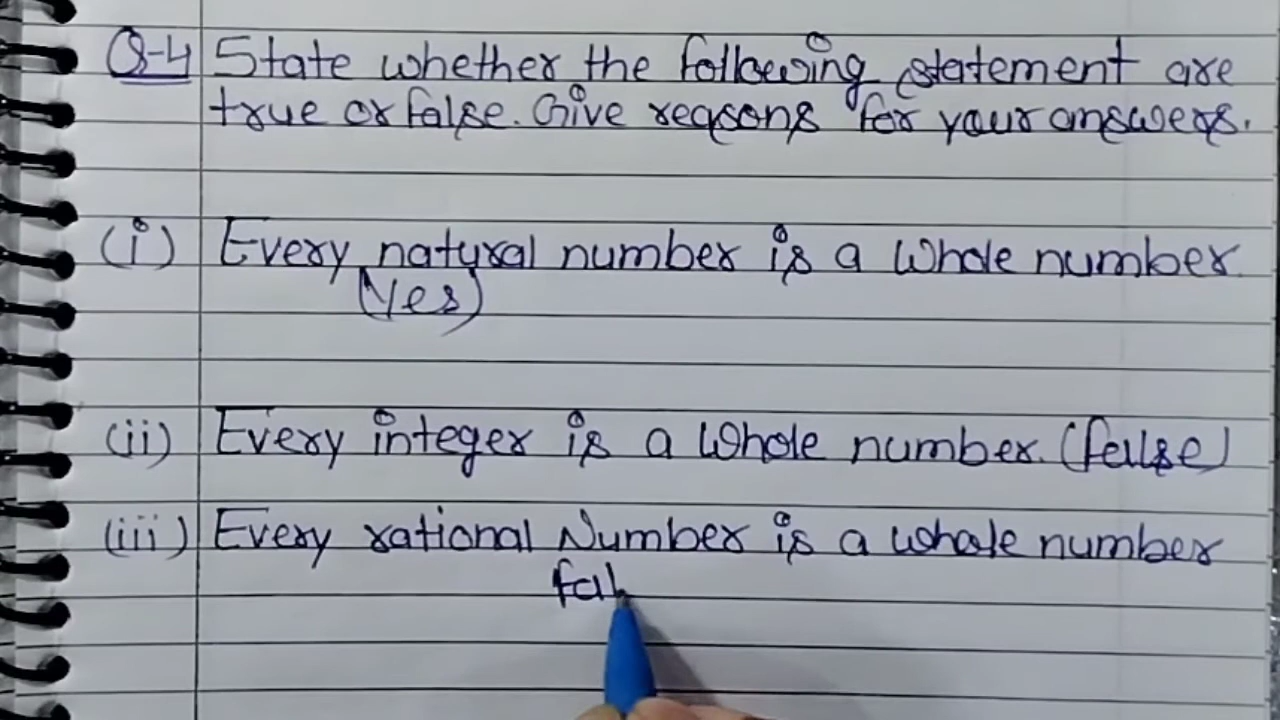 Q-4 State whether the following statement are
true or false. Give reasons for your answers.
(i) Every natural number is a whole number
(Yes)
(ii) Every integer is a whole number. (false)
(iii) Every rational Number is a whole number
fal